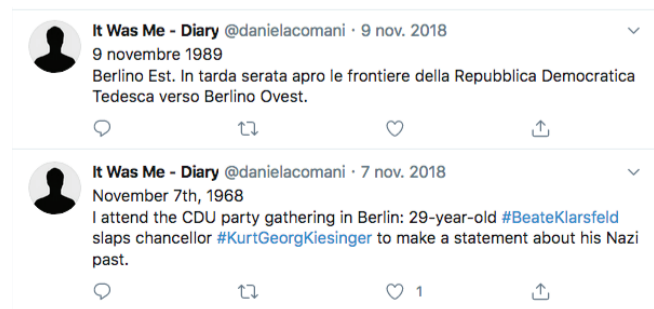 It Was Me - Diary @danielacomani · 9 nov. 2018
9 novembre 1989
Berlino Est. In tarda serata apro le frontiere della Repubblica Democratica
Tedesca verso Berlino Ovest.
It Was Me - Diary @danielacomani · 7 nov. 2018
November 7th, 1968
I attend the CDU party gathering in Berlin: 29-year-old #BeateKlarsfeld
slaps chancellor #KurtGeorgKiesinger to make a statement about his Nazi
past.
1